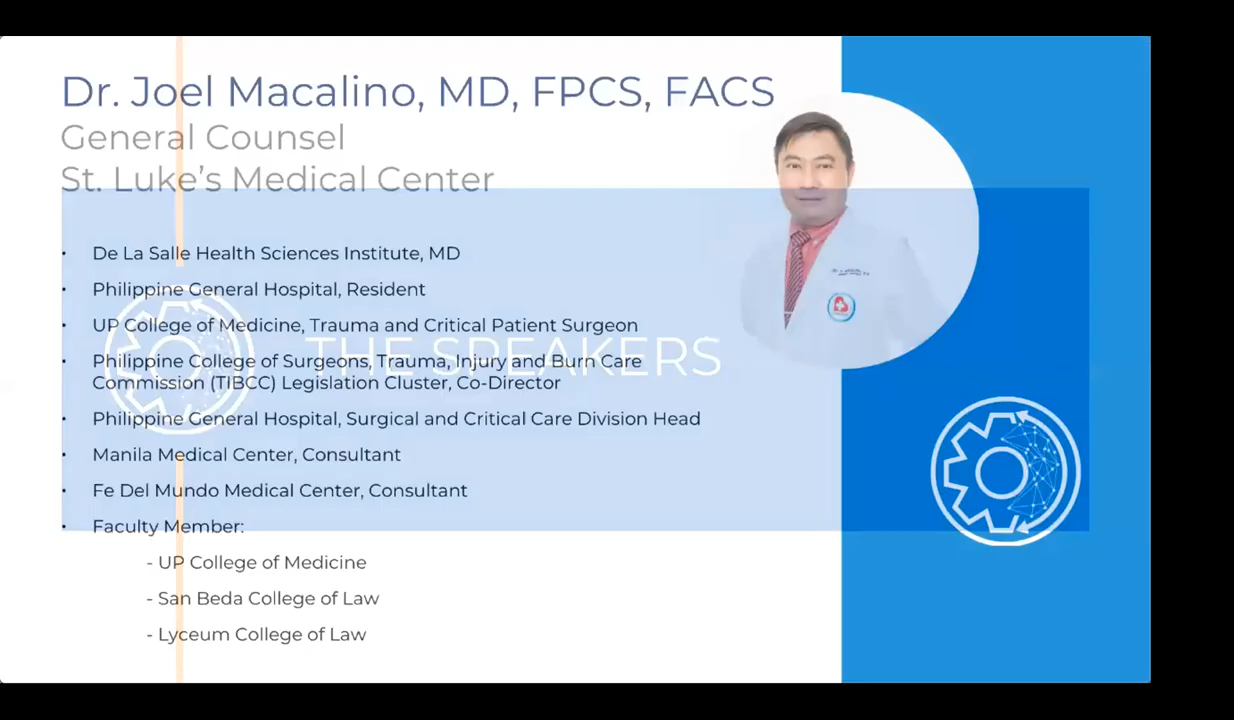 Dr. Joel Macalino, MD, FPCS, FACS
General Counsel
St. Luke's Medical Center
• De La Salle Health Sciences Institute, MD
• Philippine General Hospital, Resident
• UP College of Medicine, Trauma and Critical Patient Surgeon
THE SPEAKERS
• Philippine College of Surgeons, Trauma, Injury and Burn Care
Commission (TIBCC) Legislation Cluster, Co-Director
• Philippine General Hospital, Surgical and Critical Care Division Head
• Manila Medical Center, Consultant
• Fe Del Mundo Medical Center, Consultant
• Faculty Member:
- UP College of Medicine
- San Beda College of Law
- Lyceum College of Law